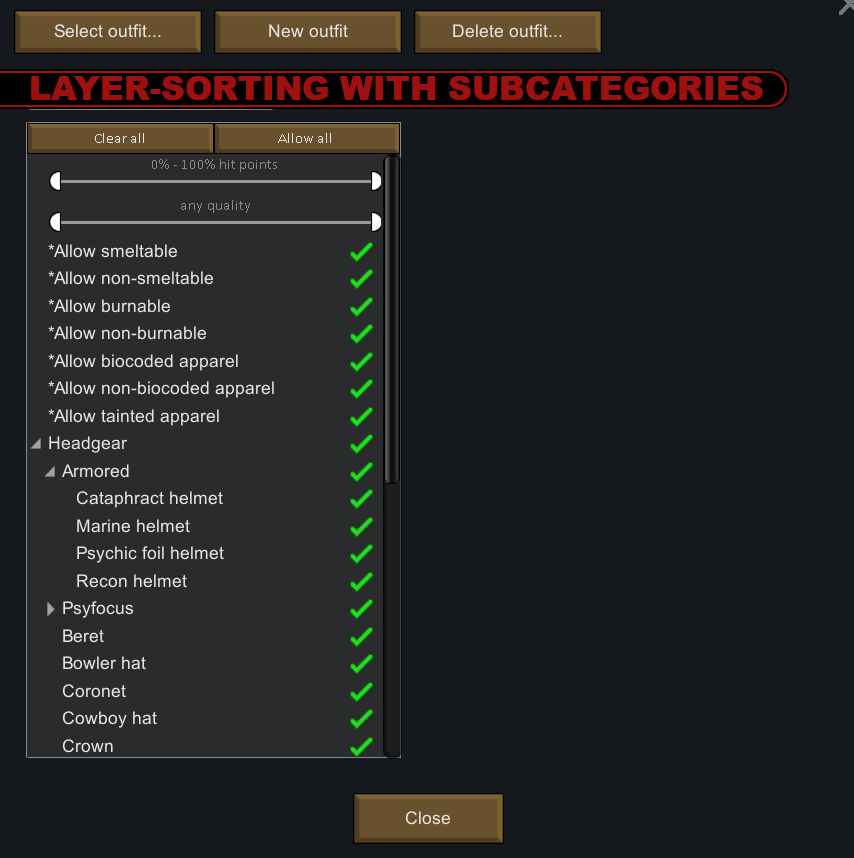 Select outfit... New outfit Delete outfit...
LAYER-SORTING WITH SUBCATEGORIES
Clear all Allow all
0% - 100% hit points
any quality
*Allow smeltable
*Allow non-smeltable
*Allow burnable
*Allow non-burnable
*Allow biocoded apparel
*Allow non-biocoded apparel
*Allow tainted apparel
Headgear
Armored
Cataphract helmet
Marine helmet
Psychic foil helmet
Recon helmet
Psyfocus
Beret
Bowler hat
Coronet
Cowboy hat
Crown
Close